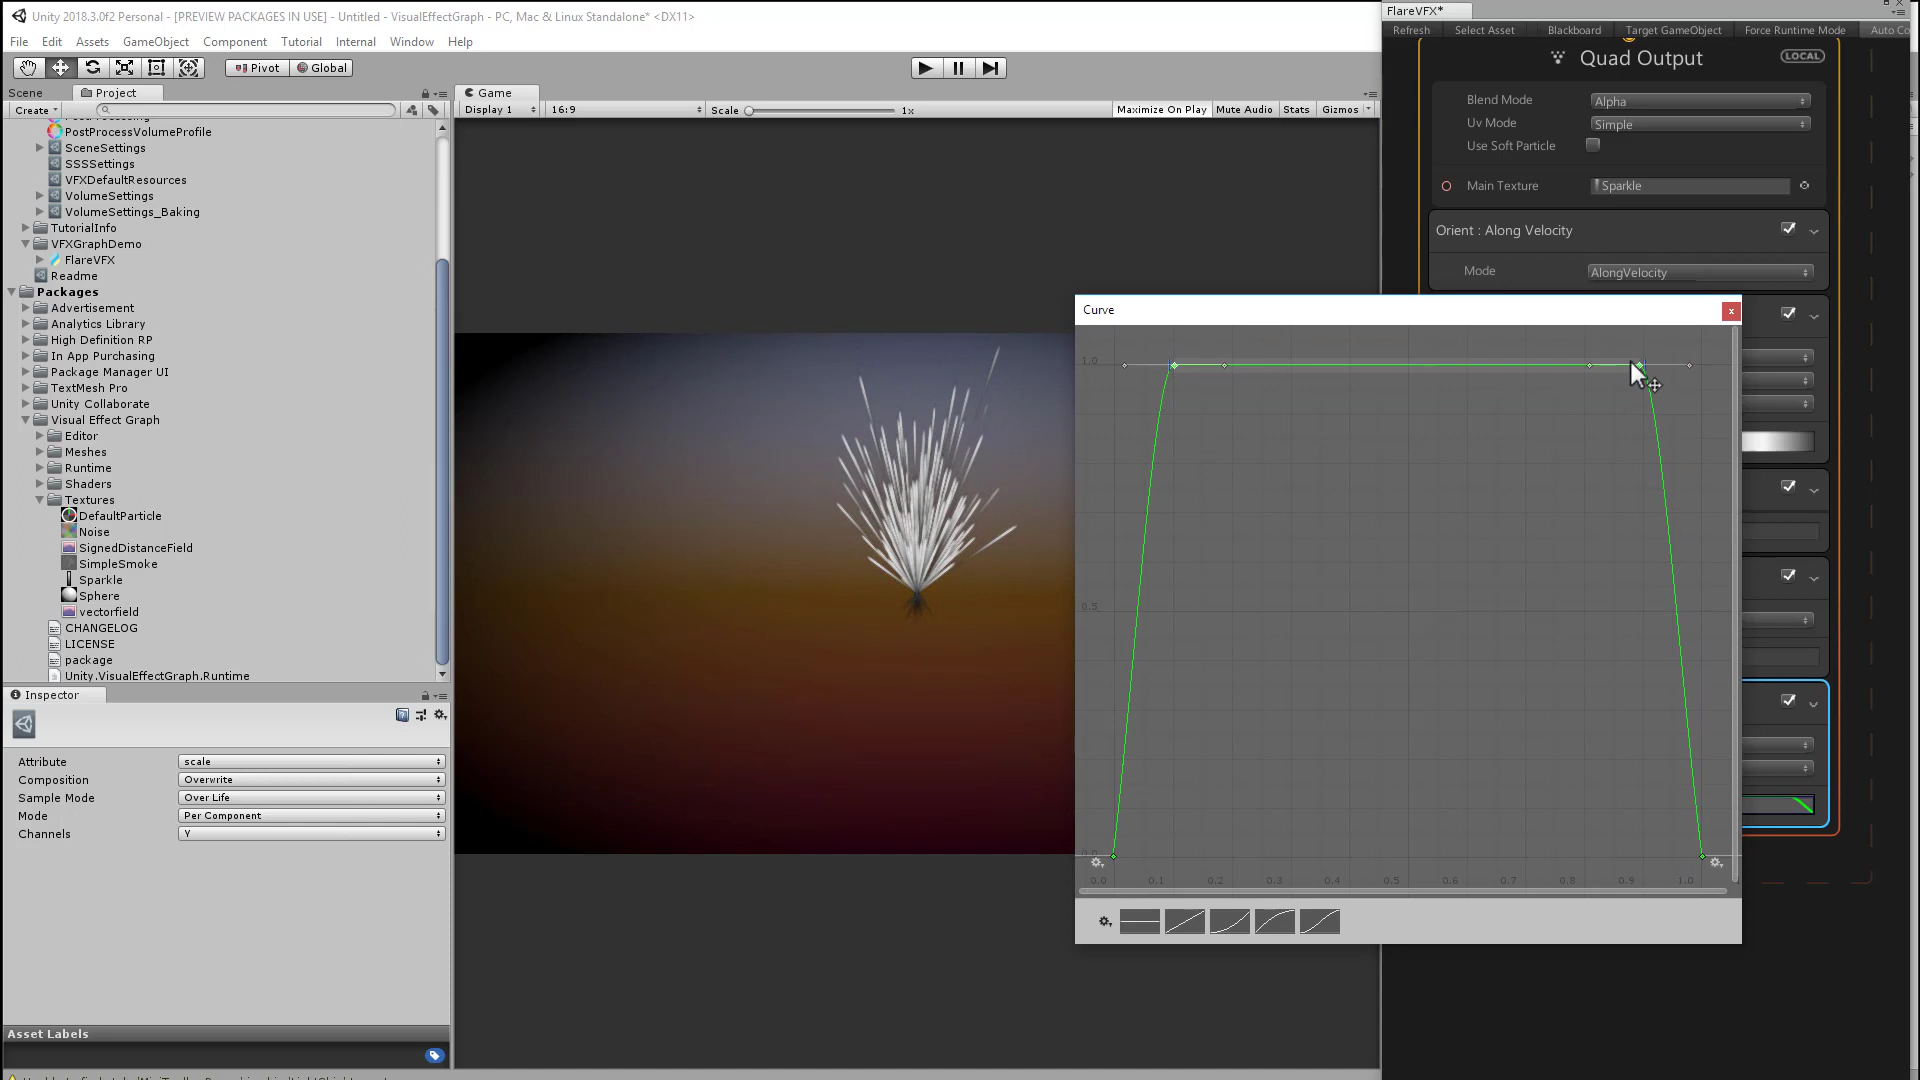 Unity 2018.3.0f2 Personal - [PREVIEW PACKAGES IN USE] - Untitled - VisualEffectGraph - PC, Mac & Linux Standalone* <DX11>
File Edit Assets GameObject Component Tutorial Internal Window Help
Pivot Global
Scene Project
Create
PostProcessVolumeProfile
SceneSettings
SSSSettings
VFXDefaultResources
VolumeSettings
VolumeSettings_Baking
TutorialInfo
VFXGraphDemo
FlareVFX
Readme
Packages
Advertisement
Analytics Library
High Definition RP
In App Purchasing
Package Manager UI
TextMesh Pro
Unity Collaborate
Visual Effect Graph
Editor
Meshes
Runtime
Shaders
Textures
DefaultParticle
Noise
SignedDistanceField
SimpleSmoke
Sparkle
Sphere
vectorfield
CHANGELOG
LICENSE
package
Unity.VisualEffectGraph.Runtime
Inspector
Attribute scale
Composition Overwrite
Sample Mode Over Life
Mode Per Component
Channels Y
Asset Labels
Game
Display 1 16:9 Scale 1x Maximize On Play Mute Audio Stats Gizmos
FlareVFX*
Refresh Select Asset Blackboard Target GameObject Force Runtime Mode Auto Co
Quad Output LOCAL
Blend Mode Alpha
Uv Mode Simple
Use Soft Particle
Main Texture Sparkle
Orient : Along Velocity
Mode AlongVelocity
Curve
1.0
0.5
0.0
0.0 0.1 0.2 0.3 0.4 0.5 0.6 0.7 0.8 0.9 1.0